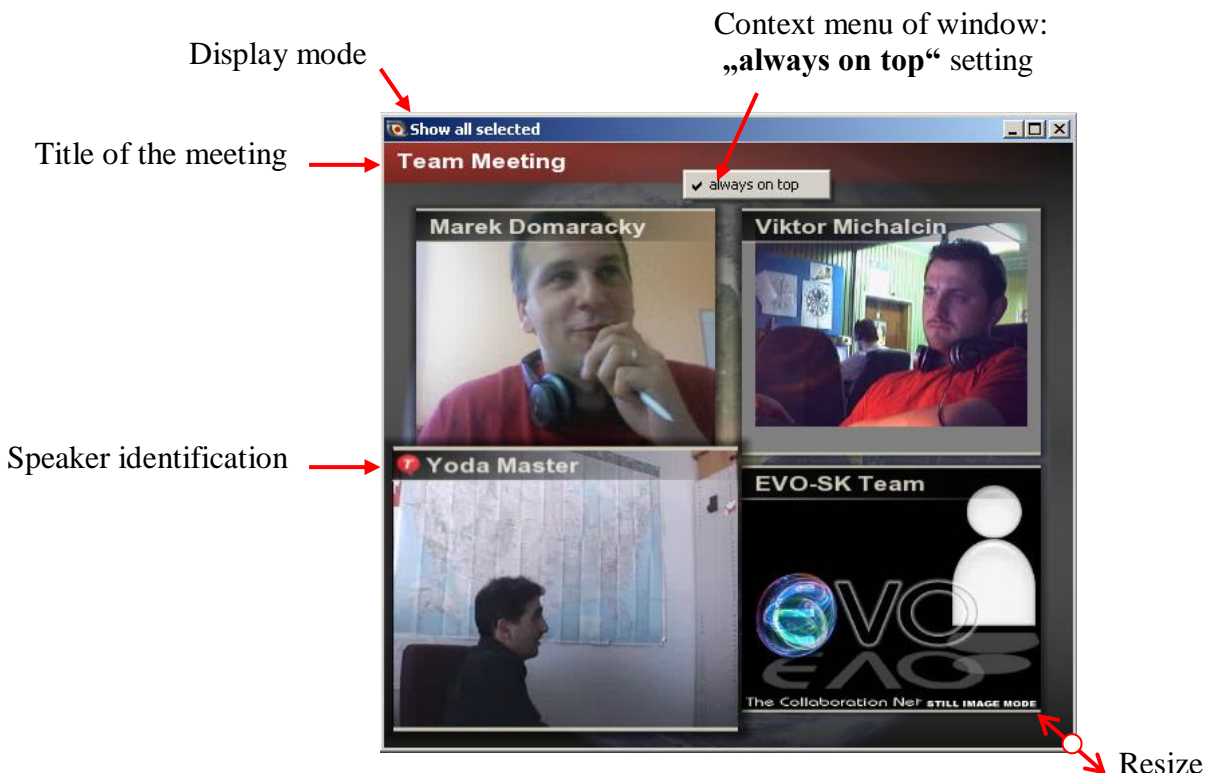 Context menu of window:
„always on top“ setting
Display mode
Show all selected
Title of the meeting
Team Meeting
always on top
Marek Domaracky
Viktor Michalcin
Speaker identification
T Yoda Master
EVO-SK Team
eVO
The Collaboration Net STILL IMAGE MODE
Resize